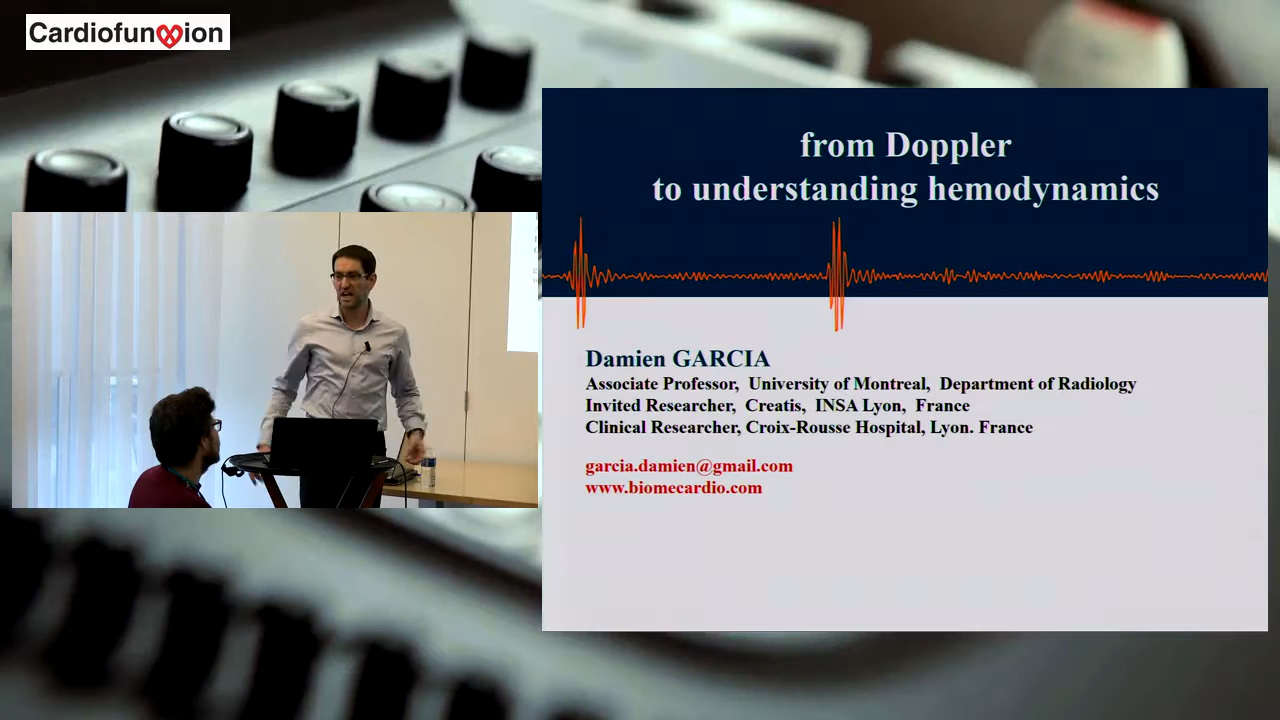 Cardiofunxion
from Doppler
to understanding hemodynamics
Damien GARCIA
Associate Professor, University of Montreal, Department of Radiology
Invited Researcher, Creatis, INSA Lyon, France
Clinical Researcher, Croix-Rousse Hospital, Lyon. France
garcia.damien@gmail.com
www.biomecardio.com